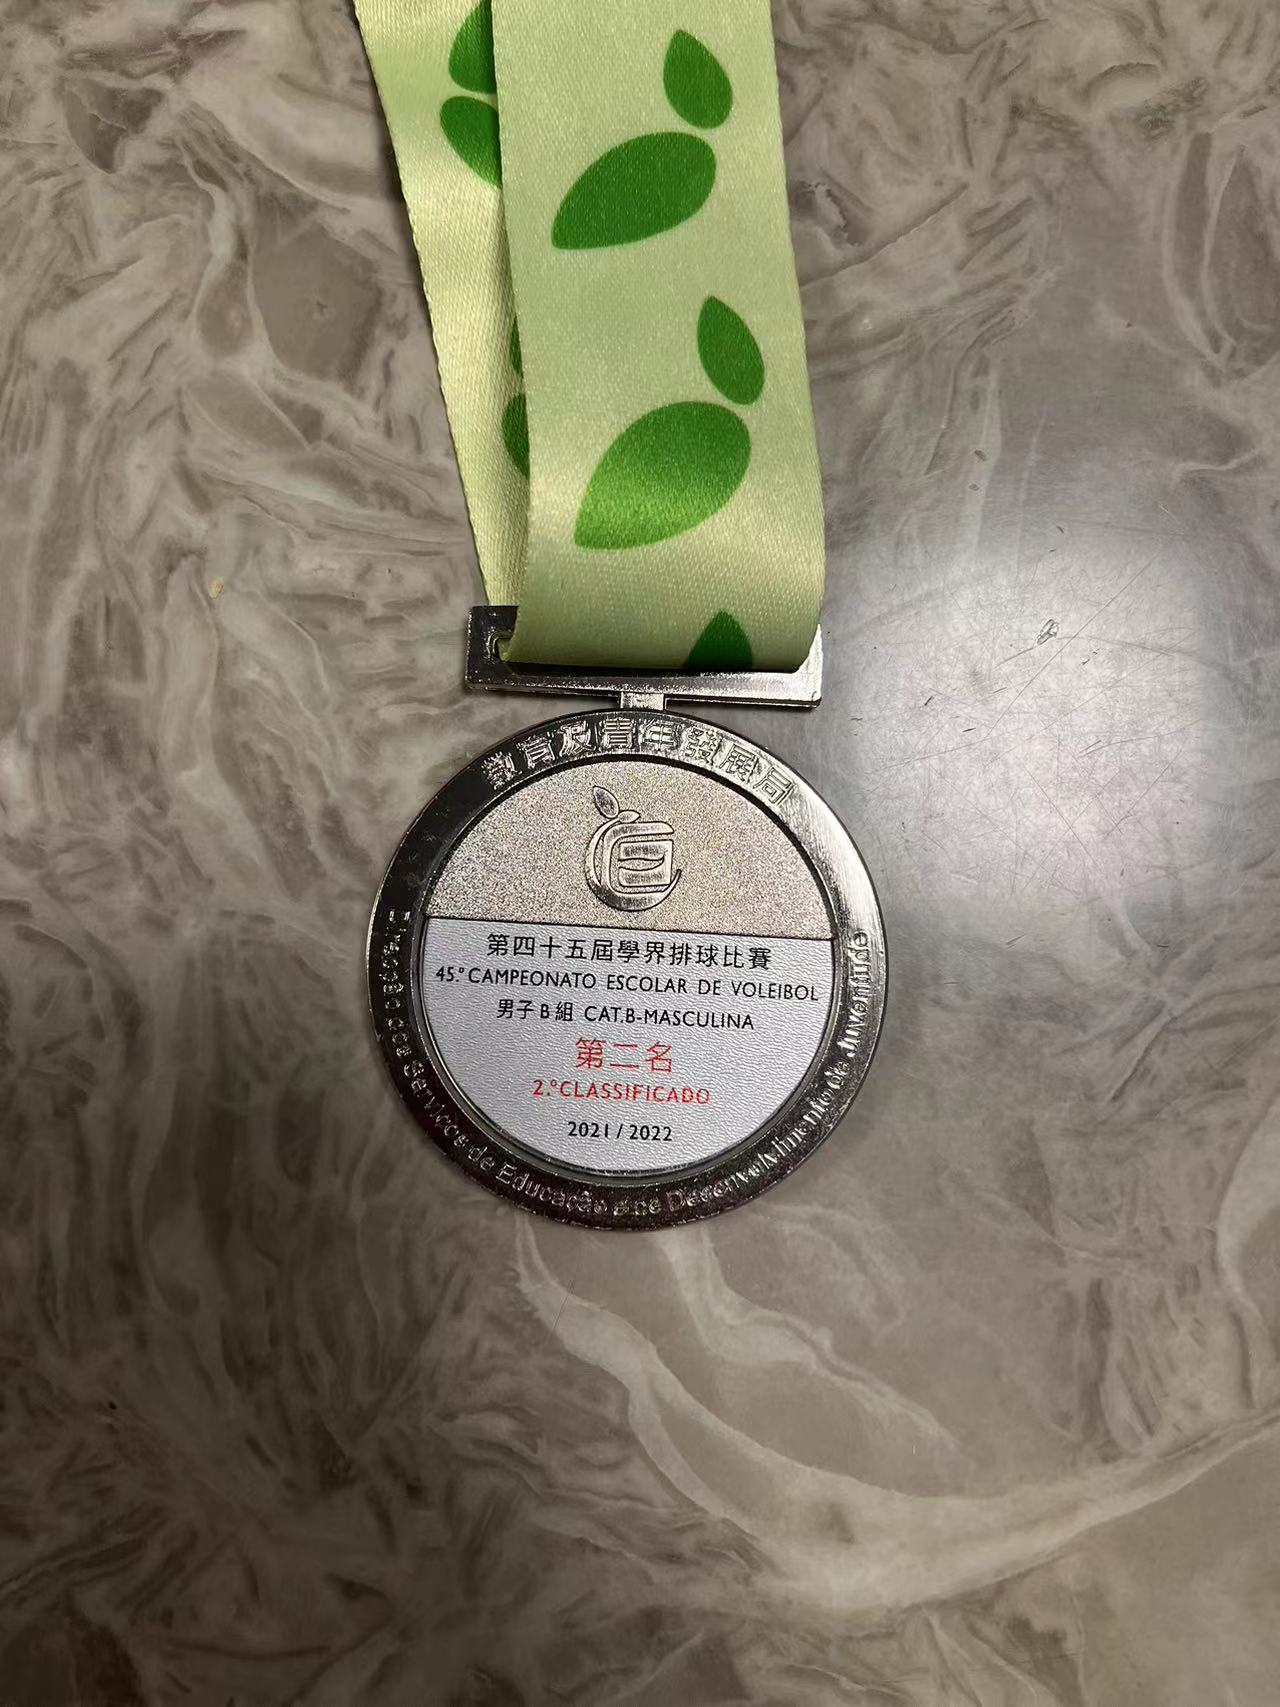 教育及青年發展局
第四十五屆學界排球比賽
45.º CAMPEONATO ESCOLAR DE VOLEIBOL
男子B組 CAT.B-MASCULINA
第二名
2.º CLASSIFICADO
2021/2022
Direcção dos Serviços de Educação e de Desenvolvimento da Juventude